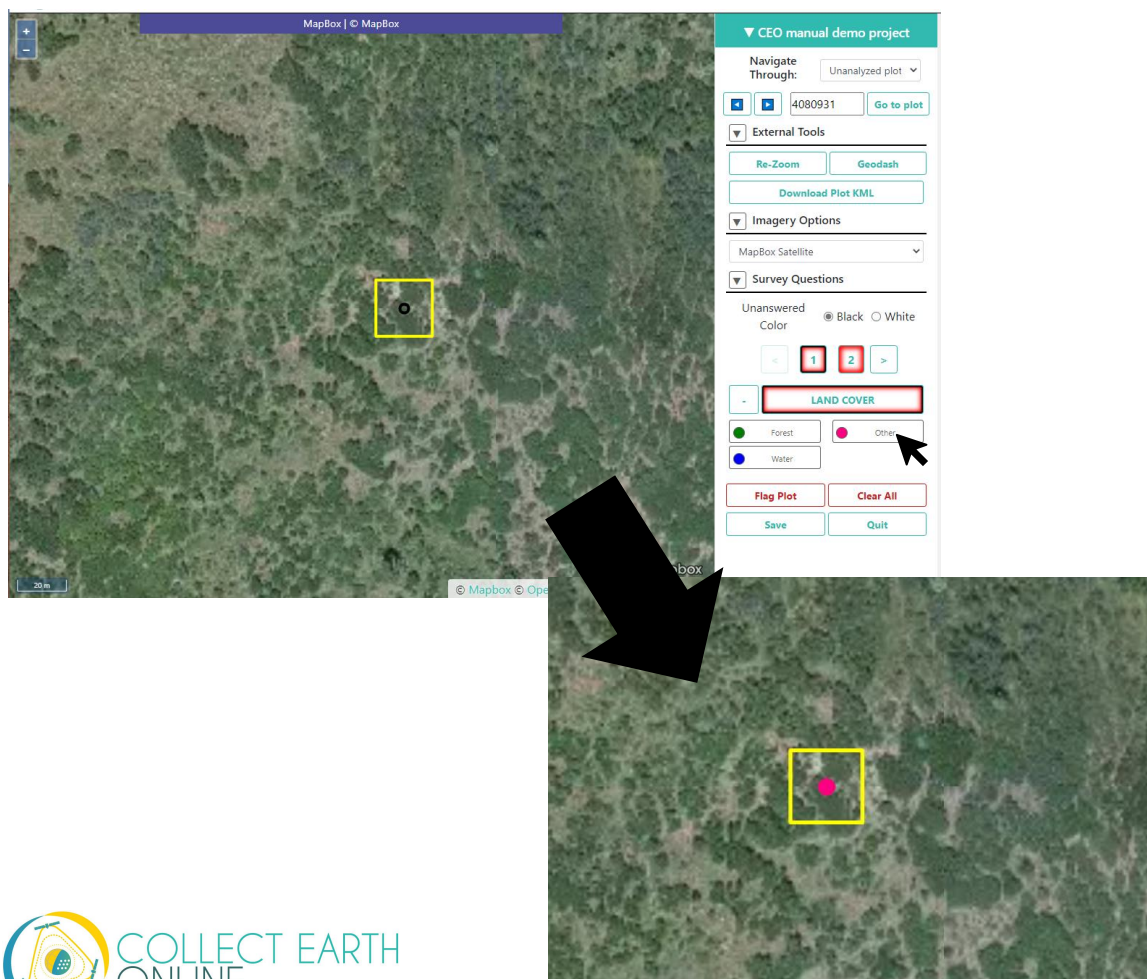 MapBox | © MapBox
+
-
▼ CEO manual demo project
Navigate
Through:
Unanalyzed plot
4080931
Go to plot
▼ External Tools
Re-Zoom
Geodash
Download Plot KML
▼ Imagery Options
MapBox Satellite
▼ Survey Questions
Unanswered
Color
Black
White
<
1
2
>
-
LAND COVER
Forest
Other
Water
Flag Plot
Clear All
Save
Quit
20 m
© Mapbox ©
COLLECT EARTH
ONLINE